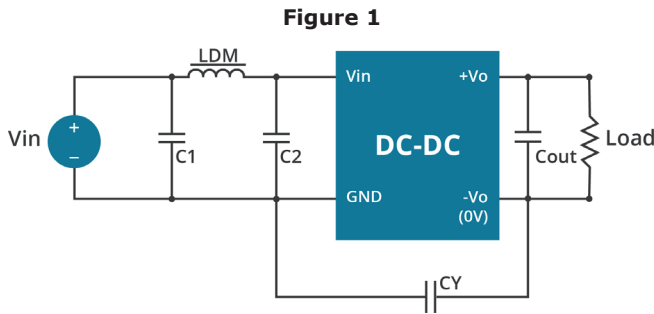 Figure 1
LDM
Vin
+Vo
Vin
+
–
C1
C2
DC-DC
Cout
Load
GND
-Vo
(0V)
CY